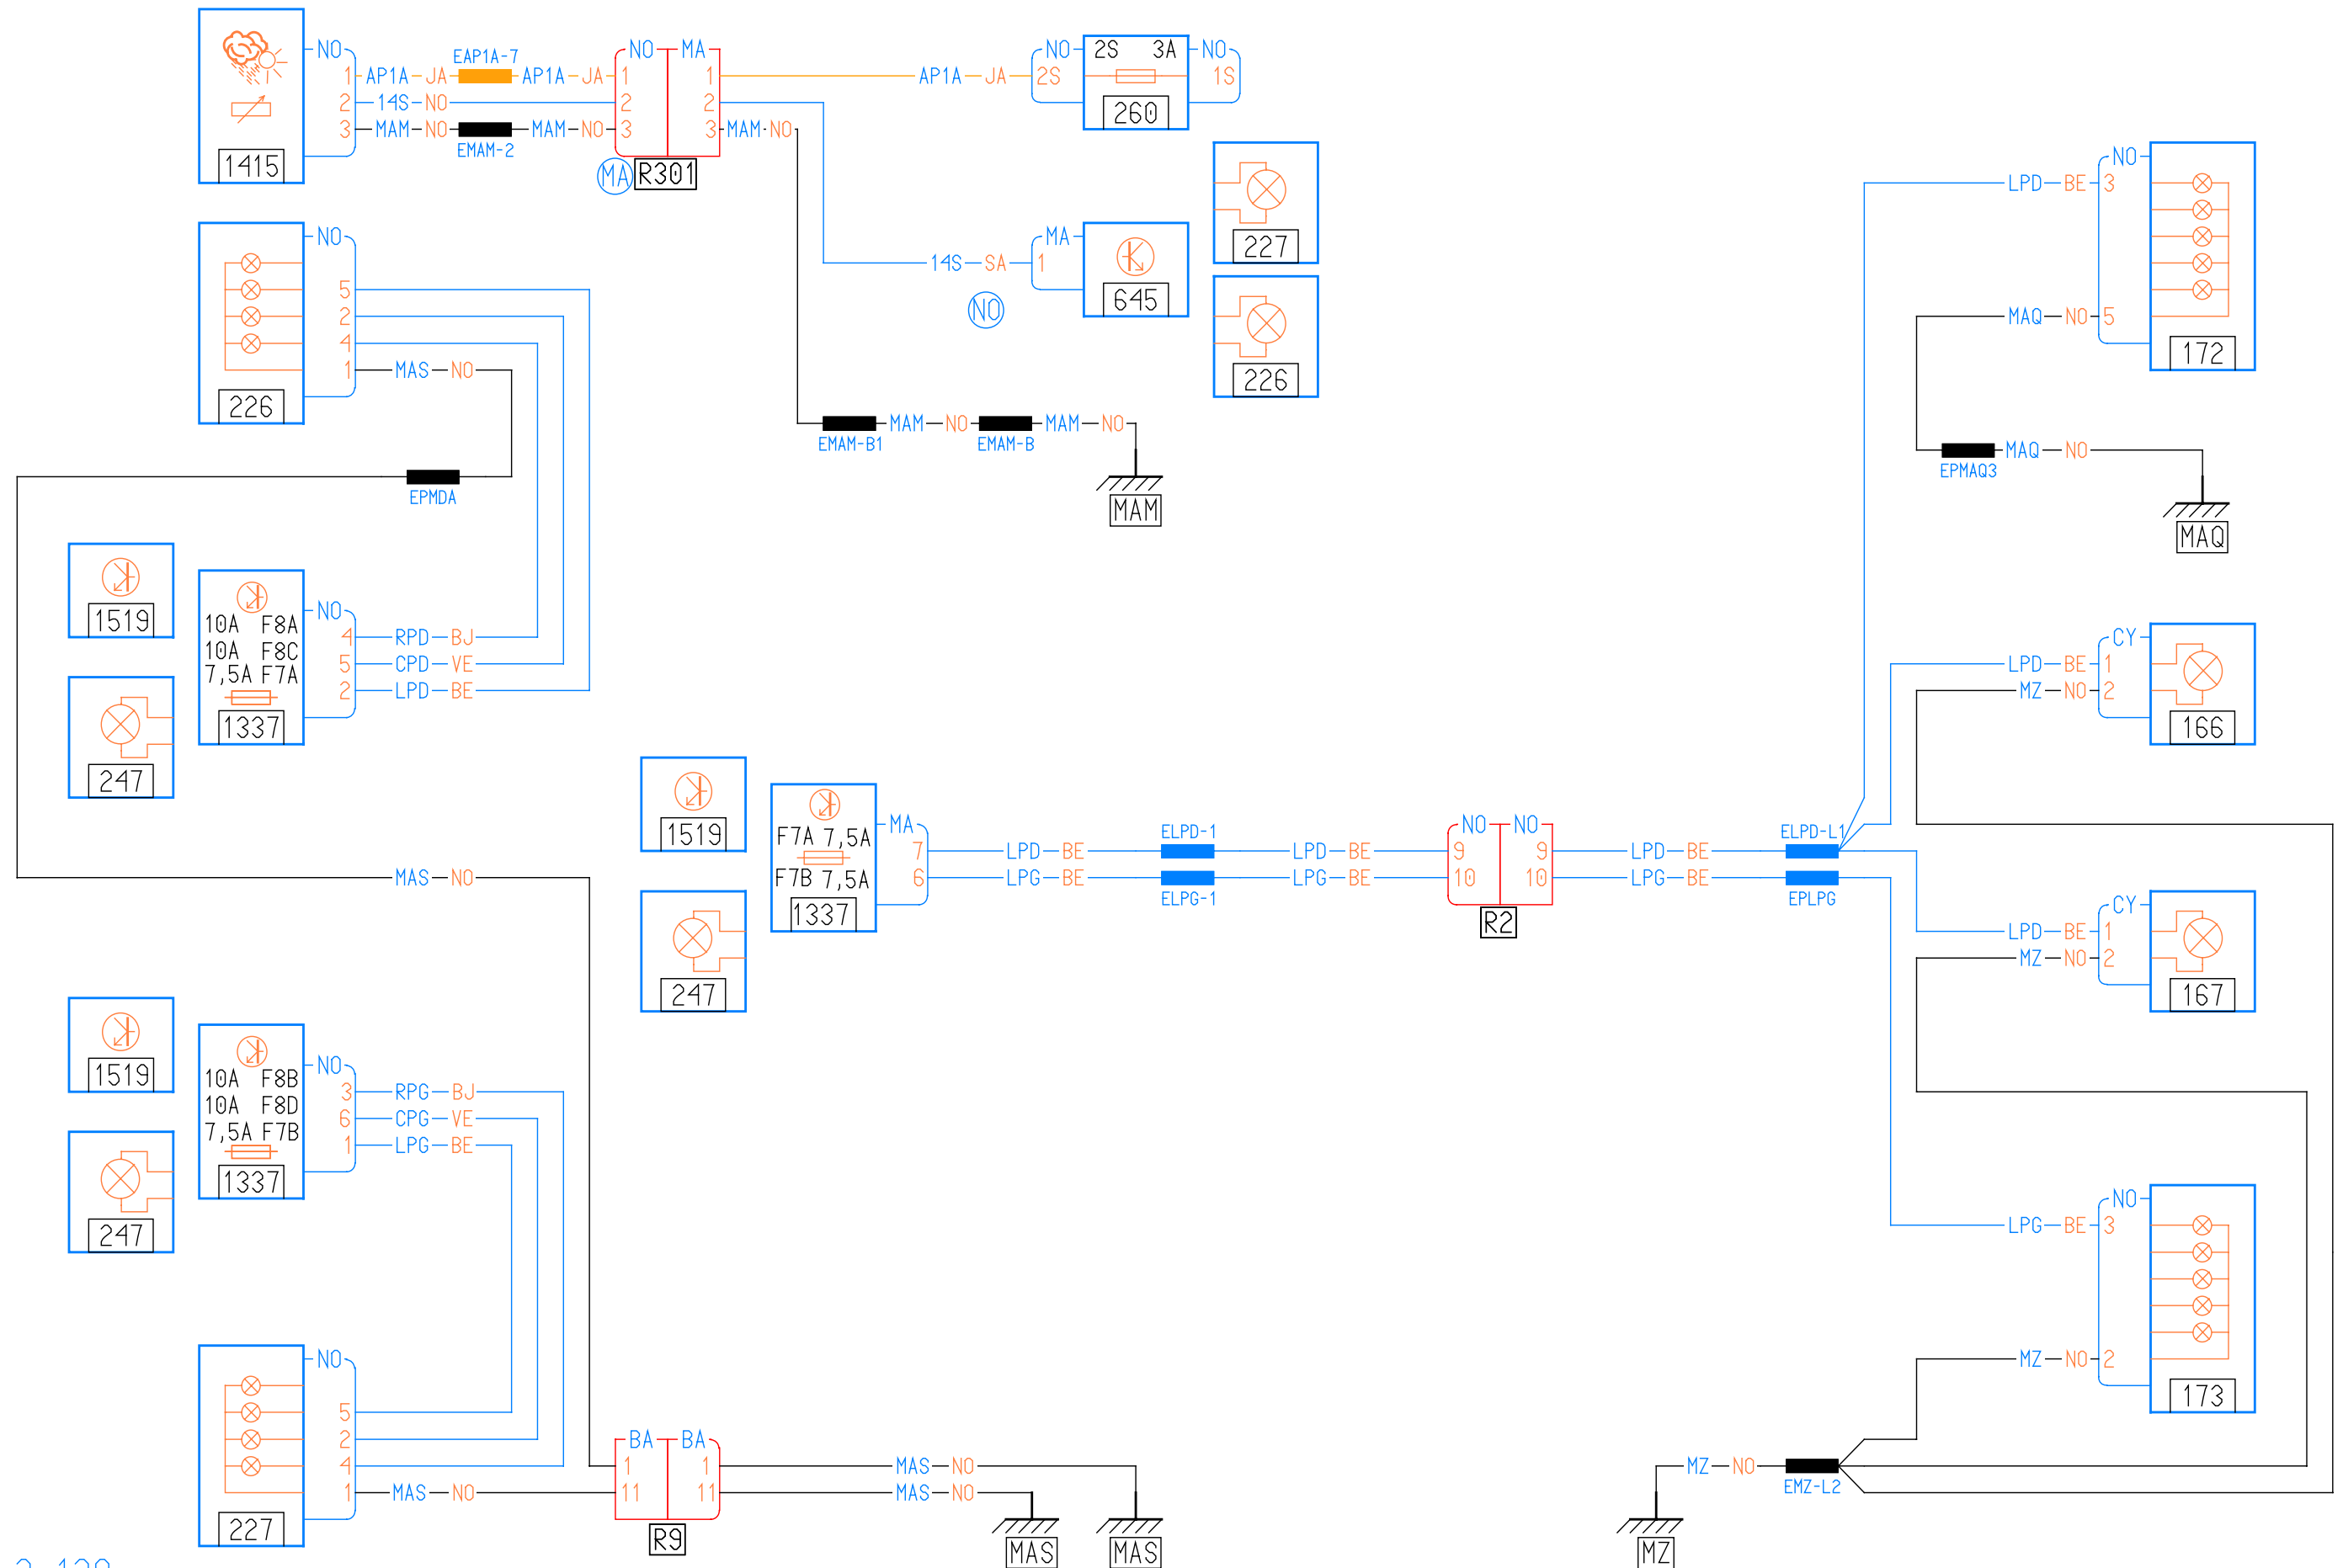 NO
1 AP1A JA EAP1A-7 AP1A JA
2 14S NO
3 MAM NO EMAM-2 MAM NO
1415
NO MA
1 1
2 2
3 3 MAM NO
MA R301
AP1A JA
NO 2S 3A NO
2S 1S
260
227
226
14S SA MA
1
645
NO
NO
5
2
4
1 MAS NO
226
EMAM-B1 MAM NO EMAM-B MAM NO
MAM
EPMDA
1519
247
10A F8A
10A F8C
7,5A F7A
1337
NO
4 RPD BJ
5 CPD VE
2 LPD BE
MAS NO
1519
247
F7A 7,5A
F7B 7,5A
1337
MA
7 LPD BE ELPD-1 LPD BE
6 LPG BE ELPG-1 LPG BE
NO NO
9 9
10 10
R2
LPD BE ELPD-L1
LPG BE EPLPG
LPD BE NO
3
MAQ NO 5
172
EPMAQ3 MAQ NO
MAQ
CY
LPD BE 1
MZ NO 2
166
CY
LPD BE 1
MZ NO 2
167
NO
LPG BE 3
MZ NO 2
173
1519
247
10A F8B
10A F8D
7,5A F7B
1337
NO
3 RPG BJ
6 CPG VE
1 LPG BE
NO
5
2
4
1 MAS NO
227
BA BA
1 1 MAS NO
11 11 MAS NO
R9
MAS MAS
MZ NO EMZ-L2
MZ